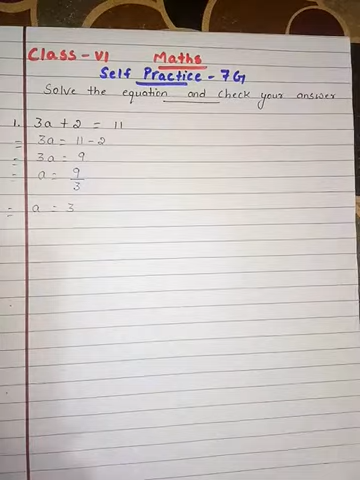 Class - VI Maths
Self Practice - 7G
Solve the equation and check your answer
1. 3a + 2 = 11
= 3a = 11 - 2
= 3a = 9
= a = 9/3
= a = 3